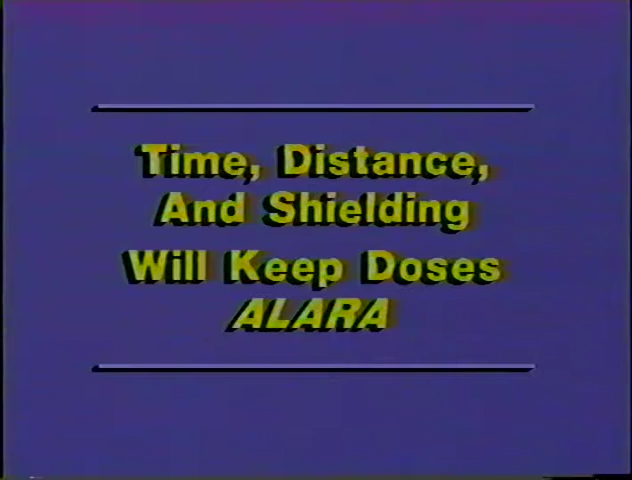 Time, Distance,
And Shielding
Will Keep Doses
ALARA